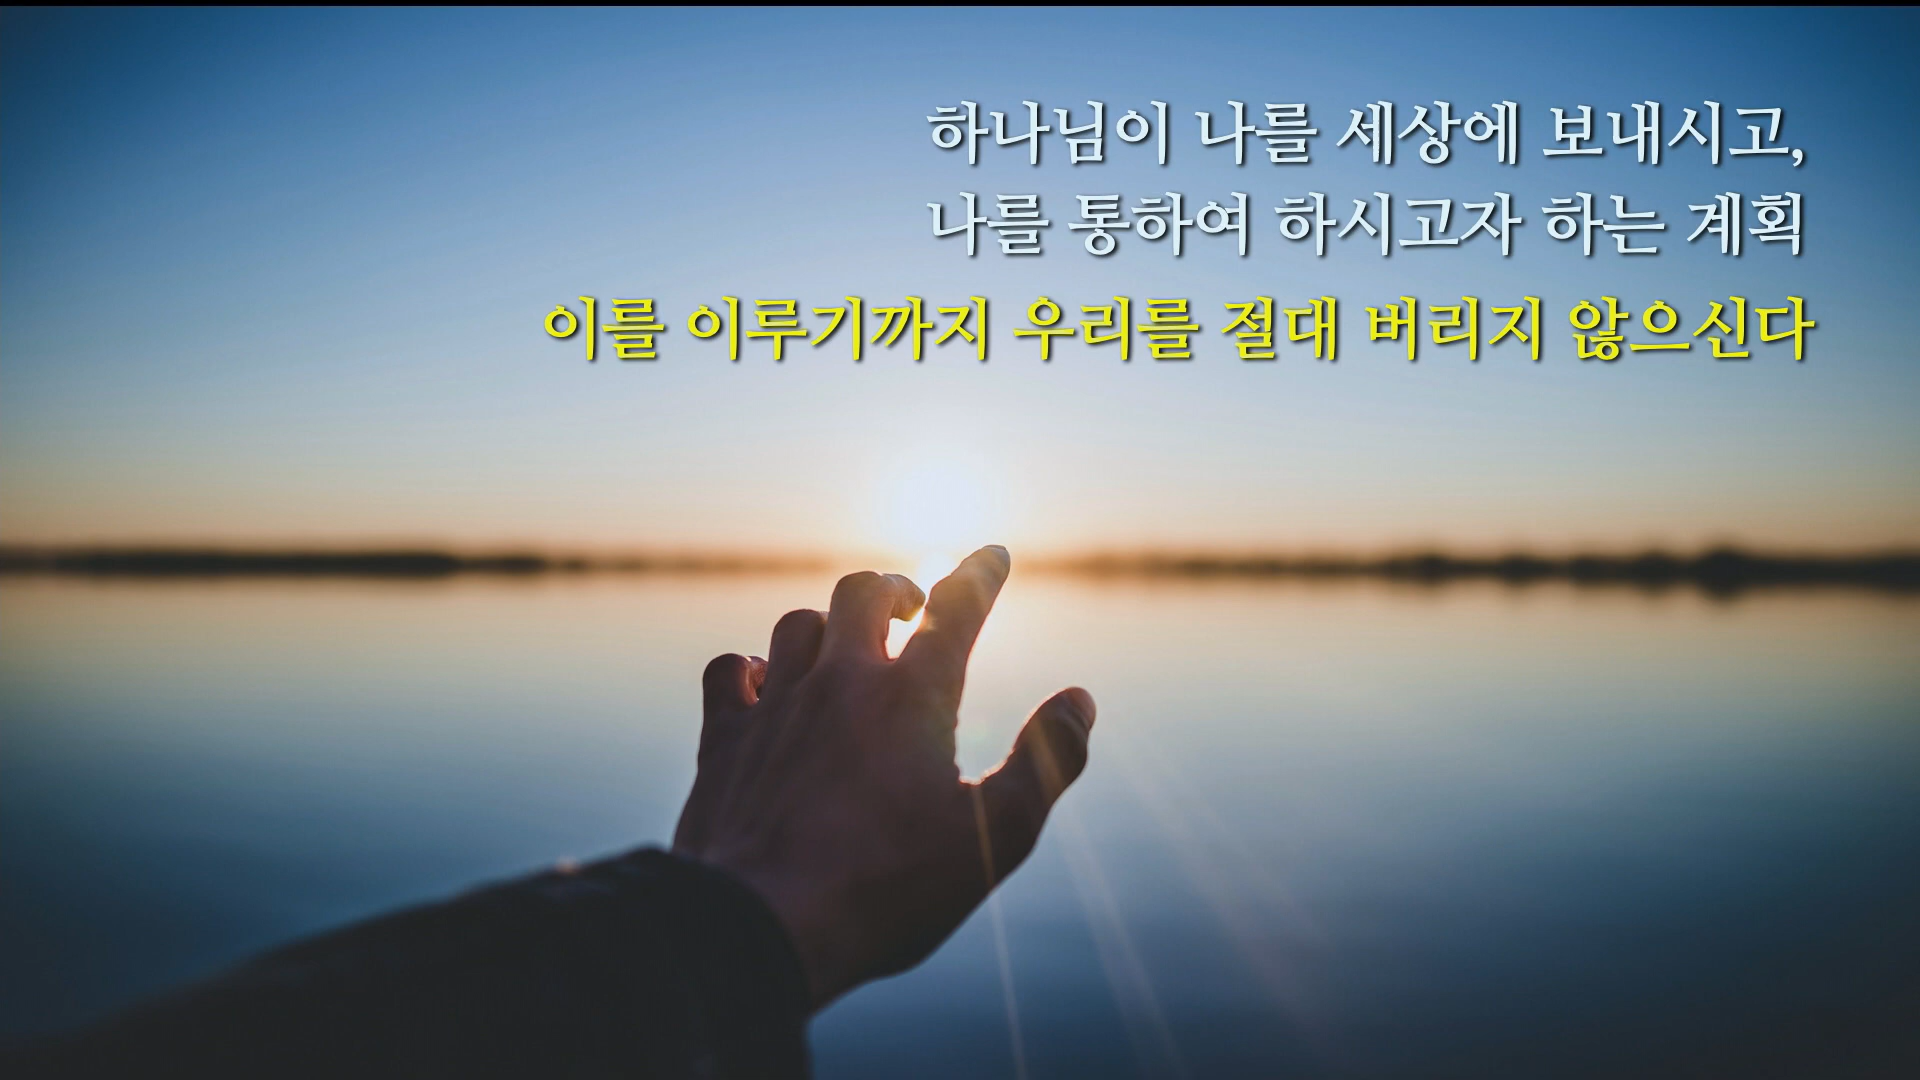 하나님이 나를 세상에 보내시고,
나를 통하여 하시고자 하는 계획
이를 이루기까지 우리를 절대 버리지 않으신다